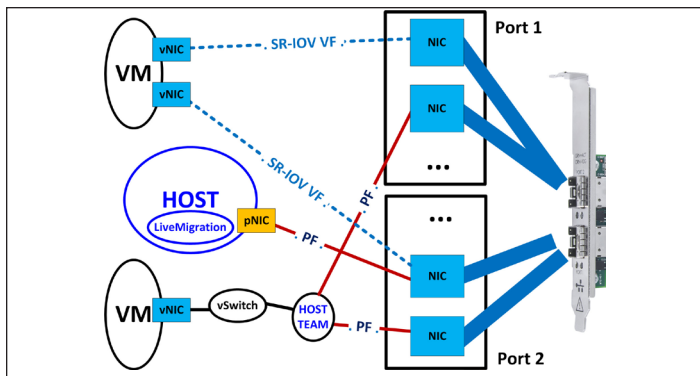 Port 1
NIC
vNIC
SR-IOV VF
VM
vNIC
NIC
...
SR-IOV VF
PF
HOST
LiveMigration
pNIC
PF
...
NIC
VM
vNIC
vSwitch
HOST
TEAM
PF
NIC
Port 2